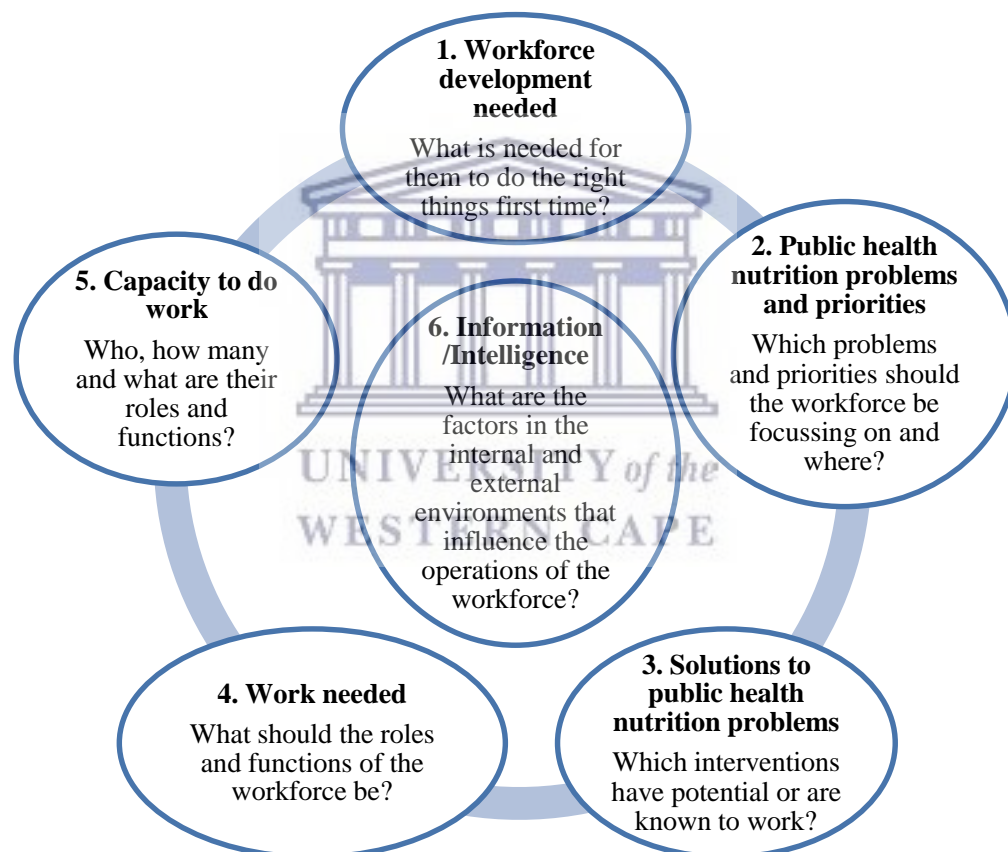 1. Workforce
development
needed
What is needed for
them to do the right
things first time?
2. Public health
nutrition problems
and priorities
Which problems
and priorities should
the workforce be
focussing on and
where?
3. Solutions to
public health
nutrition problems
Which interventions
have potential or are
known to work?
4. Work needed
What should the roles
and functions of the
workforce be?
5. Capacity to do
work
Who, how many
and what are their
roles and
functions?
6. Information
/Intelligence
What are the
factors in the
internal and
external
environments that
influence the
operations of the
workforce?
UNIVERSITY of the
WESTERN CAPE